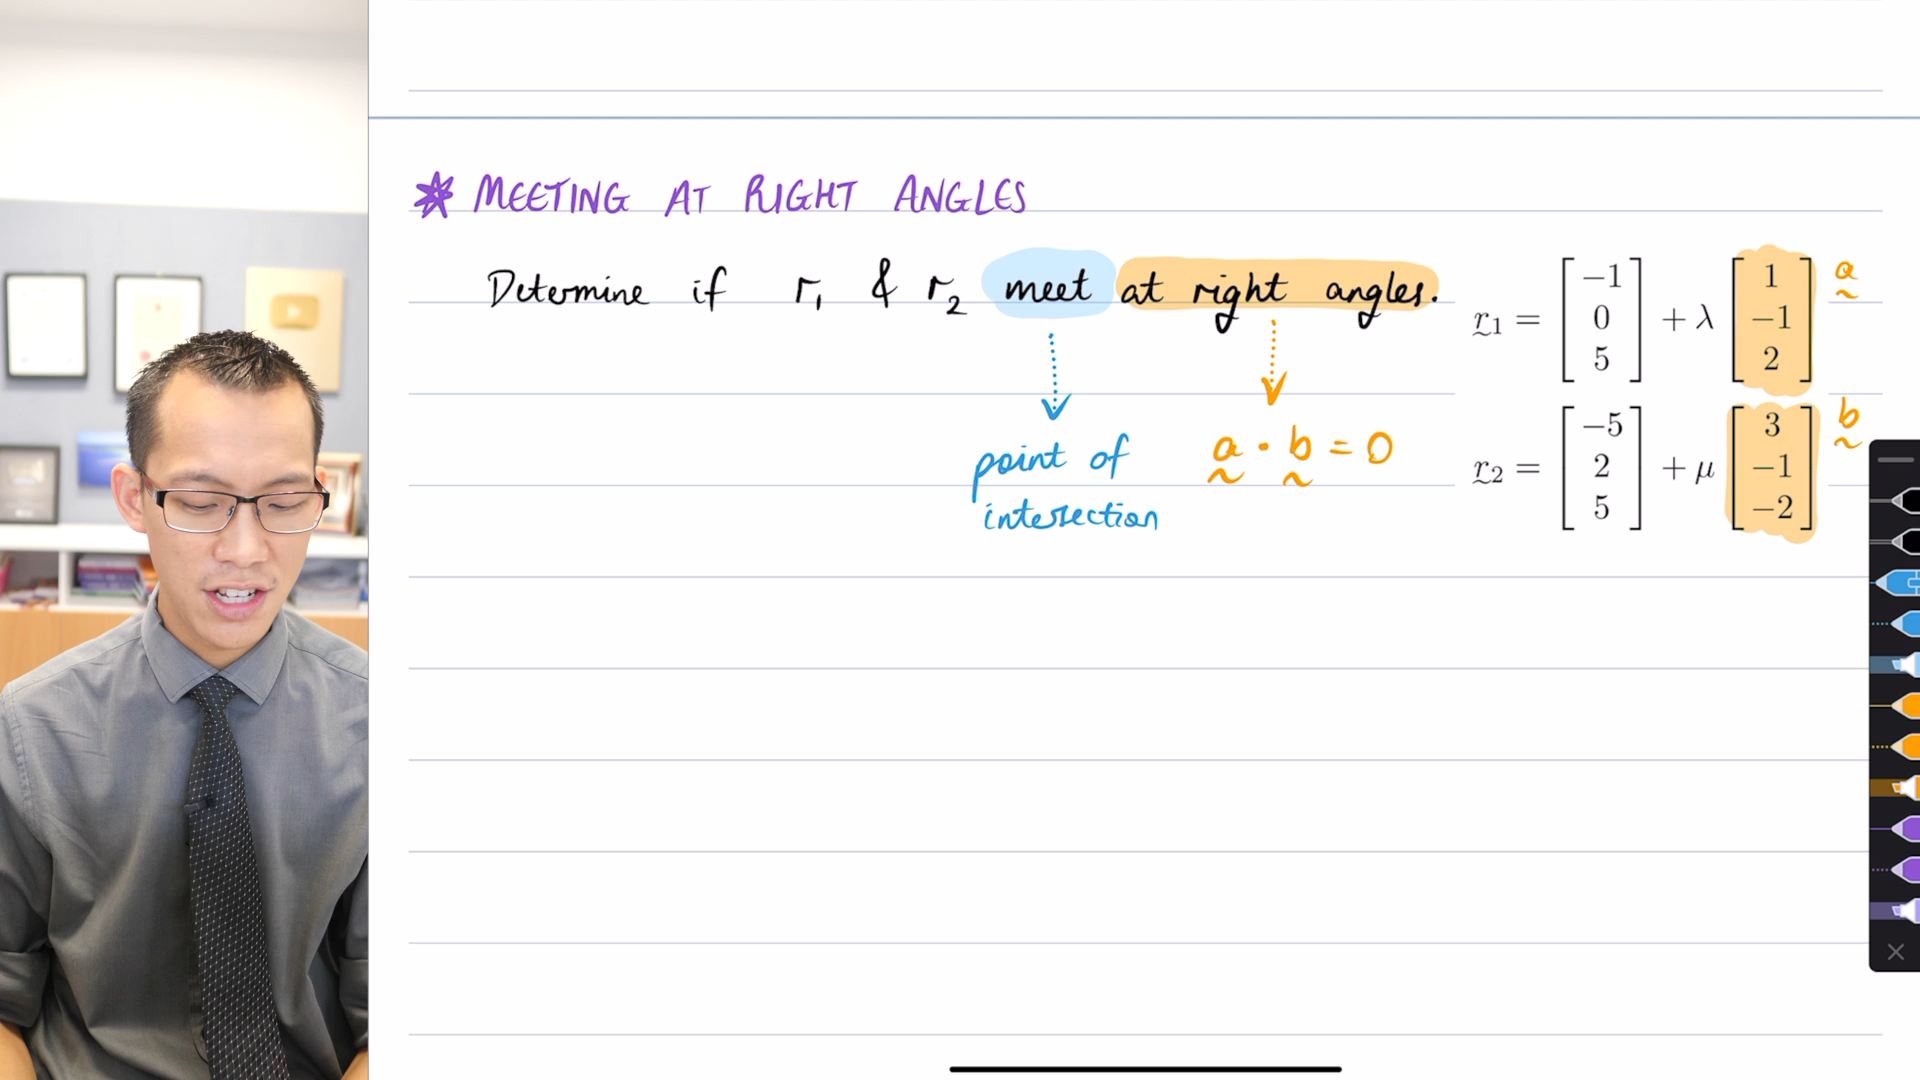 * MEETING AT RIGHT ANGLES
Determine if r1 & r2 meet at right angles.
point of
intersection
a · b = 0
r1 = [−1 0 5] + λ [1 −1 2] a
r2 = [−5 2 5] + μ [3 −1 −2] b